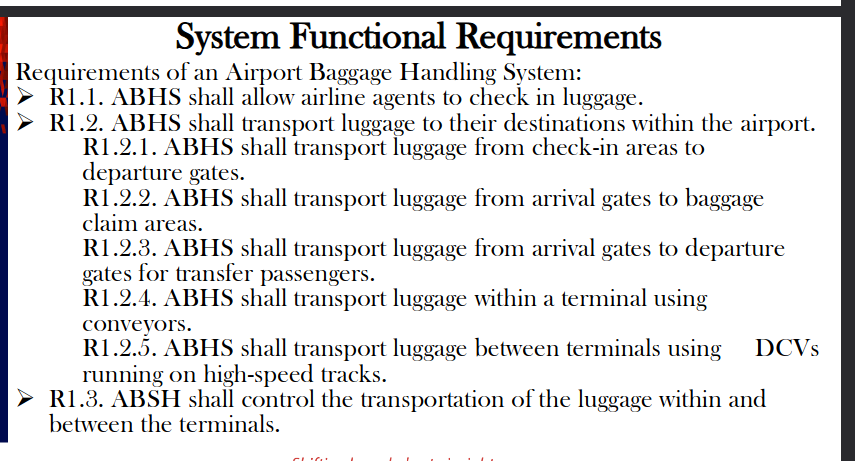 System Functional Requirements
Requirements of an Airport Baggage Handling System:
➢ R1.1. ABHS shall allow airline agents to check in luggage.
➢ R1.2. ABHS shall transport luggage to their destinations within the airport.
R1.2.1. ABHS shall transport luggage from check-in areas to
departure gates.
R1.2.2. ABHS shall transport luggage from arrival gates to baggage
claim areas.
R1.2.3. ABHS shall transport luggage from arrival gates to departure
gates for transfer passengers.
R1.2.4. ABHS shall transport luggage within a terminal using
conveyors.
R1.2.5. ABHS shall transport luggage between terminals using DCVs
running on high-speed tracks.
➢ R1.3. ABSH shall control the transportation of the luggage within and
between the terminals.